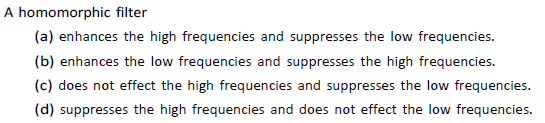 A homomorphic filter
(a) enhances the high frequencies and suppresses the low frequencies.
(b) enhances the low frequencies and suppresses the high frequencies.
(c) does not effect the high frequencies and suppresses the low frequencies.
(d) suppresses the high frequencies and does not effect the low frequencies.